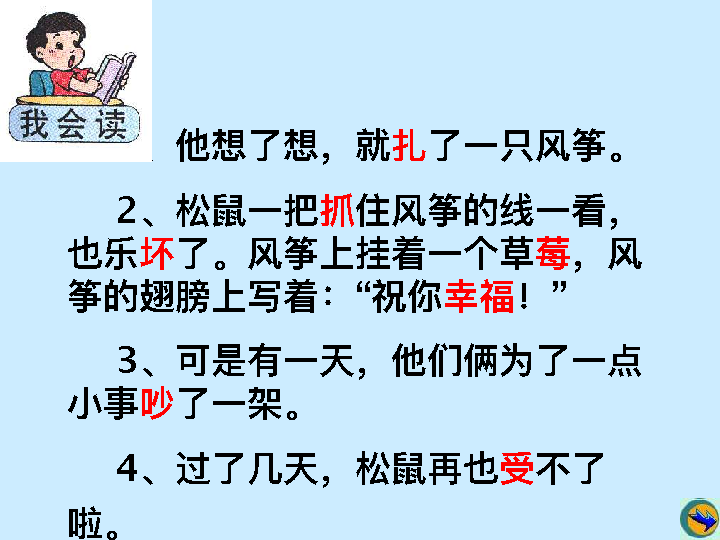 我会读
、他想了想，就扎了一只风筝。
2、松鼠一把抓住风筝的线一看，
也乐坏了。风筝上挂着一个草莓，风
筝的翅膀上写着：“祝你幸福！”
3、可是有一天，他们俩为了一点
小事吵了一架。
4、过了几天，松鼠再也受不了
啦。